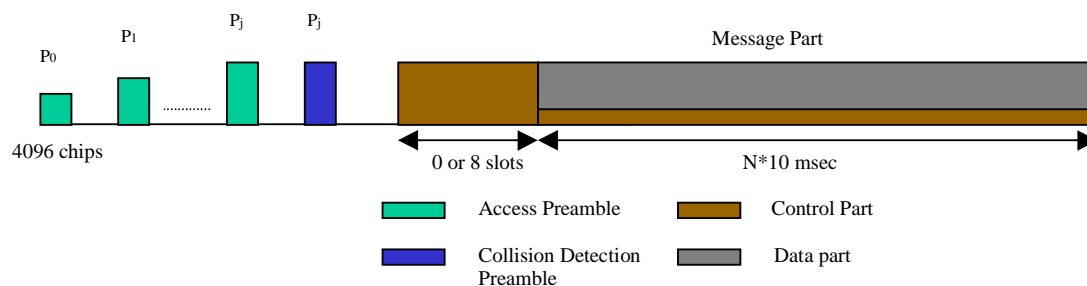 P0
P1
Pj
Pj
Message Part
.............
4096 chips
0 or 8 slots
N*10 msec
Access Preamble
Control Part
Collision Detection
Preamble
Data part